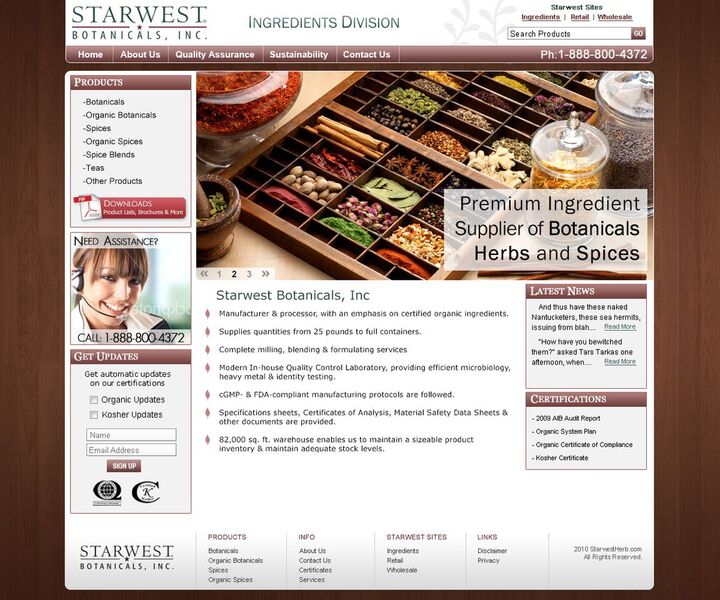 STARWEST®
BOTANICALS, INC.
INGREDIENTS DIVISION
Starwest Sites
Ingredients | Retail | Wholesale
Search Products
GO
Home
About Us
Quality Assurance
Sustainability
Contact Us
Ph:1-888-800-4372
PRODUCTS
-Botanicals
-Organic Botanicals
-Spices
-Organic Spices
-Spice Blends
-Teas
-Other Products
PDF
DOWNLOADS
Product Lists, Brochures & More
NEED ASSISTANCE?
CALL: 1-888-800-4372
GET UPDATES
Get automatic updates
on our certifications
Organic Updates
Kosher Updates
Name
Email Address
SIGN UP
Premium Ingredient
Supplier of Botanicals
Herbs and Spices
« 1 2 3 »
Starwest Botanicals, Inc
Manufacturer & processor, with an emphasis on certified organic ingredients.
Supplies quantities from 25 pounds to full containers.
Complete milling, blending & formulating services
Modern In-house Quality Control Laboratory, providing efficient microbiology,
heavy metal & identity testing.
cGMP- & FDA-compliant manufacturing protocols are followed.
Specifications sheets, Certificates of Analysis, Material Safety Data Sheets &
other documents are provided.
82,000 sq. ft. warehouse enables us to maintain a sizeable product
inventory & maintain adequate stock levels.
LATEST NEWS
And thus have these naked
Nantucketers, these sea hermits,
issuing from blah.... Read More
"How have you bewitched
them?" asked Tars Tarkas one
afternoon, when.... Read More
CERTIFICATIONS
- 2009 AIB Audit Report
- Organic System Plan
- Organic Certificate of Compliance
- Kosher Certificate
STARWEST
BOTANICALS, INC.
PRODUCTS
Botanicals
Organic Botanicals
Spices
Organic Spices
INFO
About Us
Contact Us
Certificates
Services
STARWEST SITES
Ingredients
Retail
Wholesale
LINKS
Disclaimer
Privacy
2010 StarwestHerb.com
All Rights Reserved.